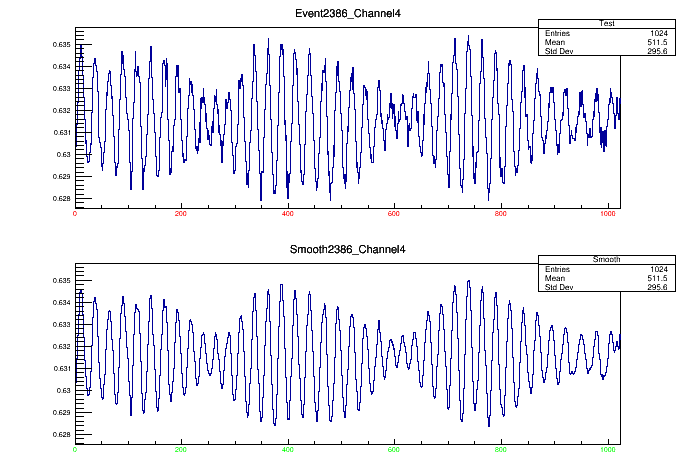 Event2386_Channel4
Test
Entries 1024
Mean 511.5
Std Dev 295.6
0.635
0.634
0.633
0.632
0.631
0.63
0.629
0.628
0 200 400 600 800 1000
Smooth2386_Channel4
Smooth
Entries 1024
Mean 511.5
Std Dev 295.6
0.635
0.634
0.633
0.632
0.631
0.63
0.629
0.628
0 200 400 600 800 1000